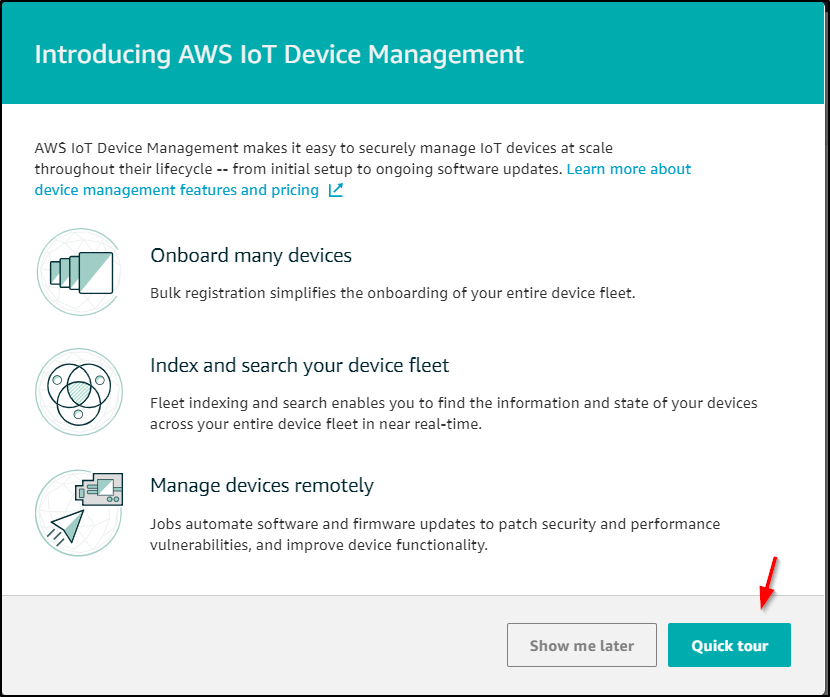 Introducing AWS IoT Device Management
AWS IoT Device Management makes it easy to securely manage IoT devices at scale
throughout their lifecycle -- from initial setup to ongoing software updates. Learn more about
device management features and pricing
Onboard many devices
Bulk registration simplifies the onboarding of your entire device fleet.
Index and search your device fleet
Fleet indexing and search enables you to find the information and state of your devices
across your entire device fleet in near real-time.
Manage devices remotely
Jobs automate software and firmware updates to patch security and performance
vulnerabilities, and improve device functionality.
Show me later
Quick tour